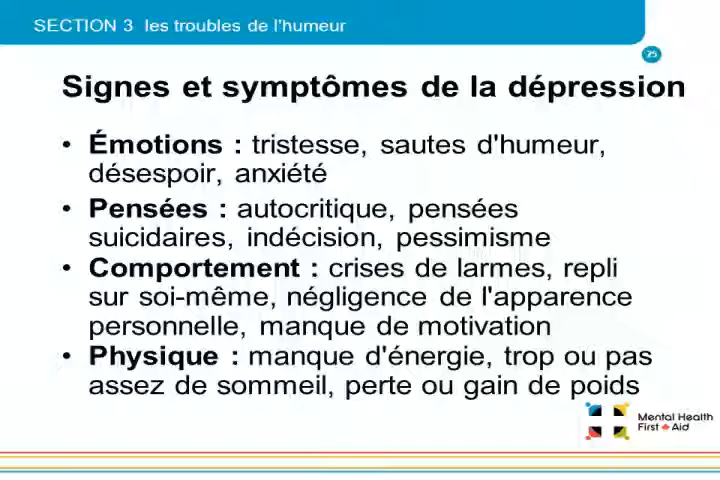 SECTION 3 les troubles de l'humeur
25
Signes et symptômes de la dépression
• Émotions : tristesse, sautes d'humeur,
désespoir, anxiété
• Pensées : autocritique, pensées
suicidaires, indécision, pessimisme
• Comportement : crises de larmes, repli
sur soi-même, négligence de l'apparence
personnelle, manque de motivation
• Physique : manque d'énergie, trop ou pas
assez de sommeil, perte ou gain de poids
Mental Health
First Aid